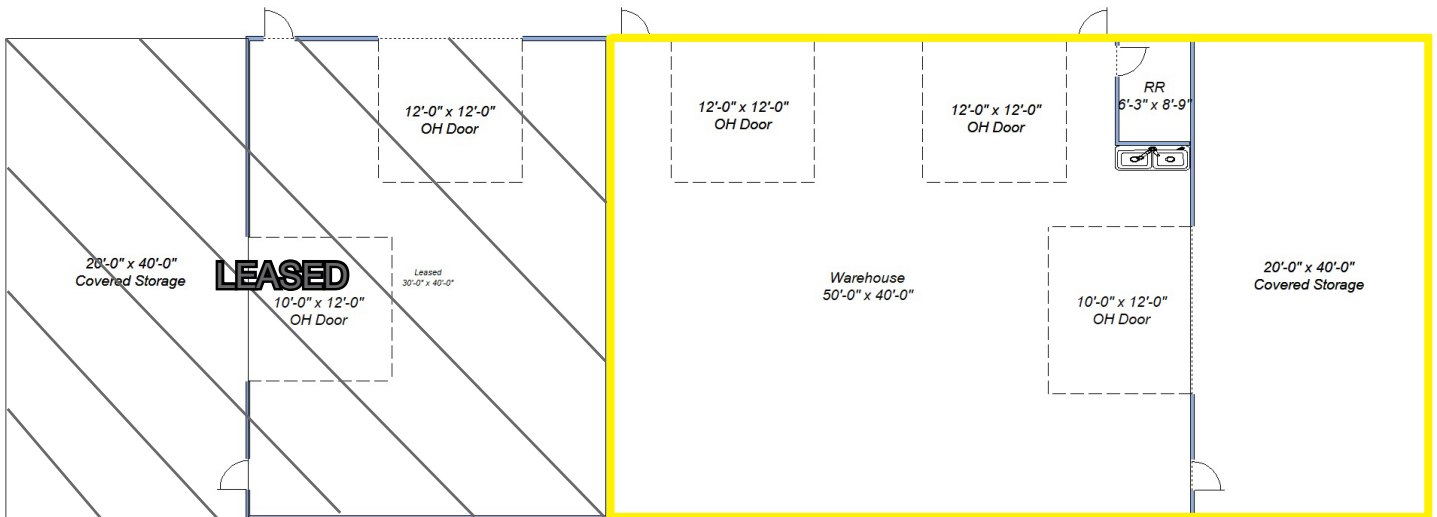 12'-0" x 12'-0"
OH Door
12'-0" x 12'-0"
OH Door
12'-0" x 12'-0"
OH Door
RR
6'-3" x 8'-9"
20'-0" x 40'-0"
Covered Storage
LEASED
Leased
30'-0" x 40'-0"
10'-0" x 12'-0"
OH Door
Warehouse
50'-0" x 40'-0"
10'-0" x 12'-0"
OH Door
20'-0" x 40'-0"
Covered Storage